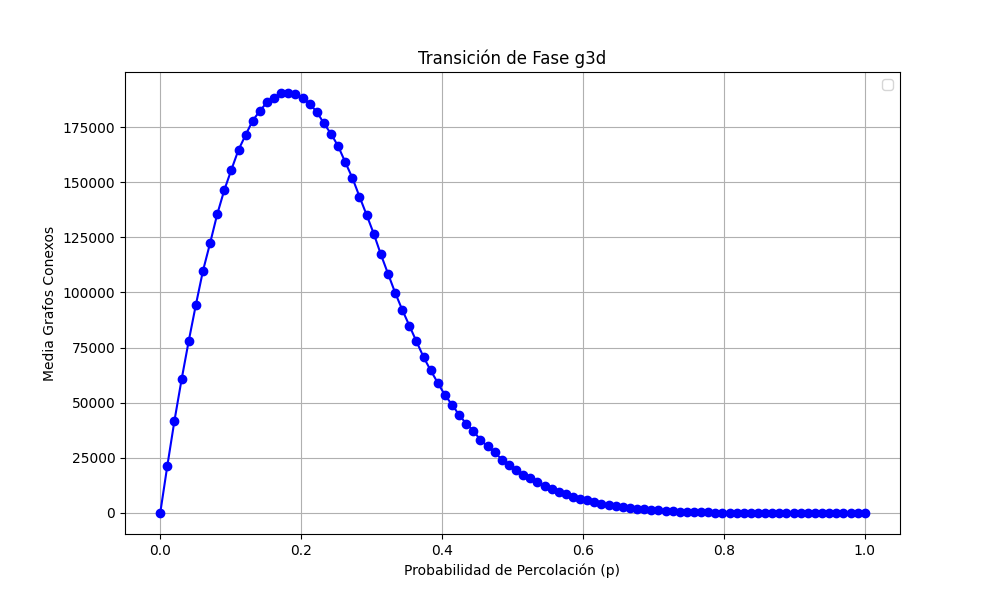 Transición de Fase g3d
Media Grafos Conexos
175000
150000
125000
100000
75000
50000
25000
0
0.0 0.2 0.4 0.6 0.8 1.0
Probabilidad de Percolación (p)